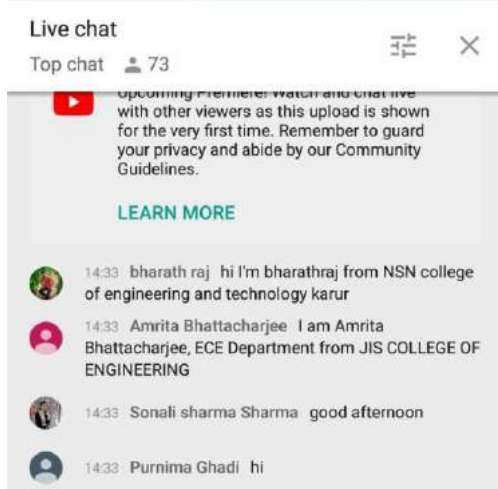 Live chat
Top chat 73
Upcoming Premiere! Watch and chat live
with other viewers as this upload is shown
for the very first time. Remember to guard
your privacy and abide by our Community
Guidelines.
LEARN MORE
14:33 bharath raj hi I'm bharathraj from NSN college
of engineering and technology karur
14:33 Amrita Bhattacharjee I am Amrita
Bhattacharjee, ECE Department from JIS COLLEGE OF
ENGINEERING
14:33 Sonali sharma Sharma good afternoon
14:33 Purnima Ghadi hi